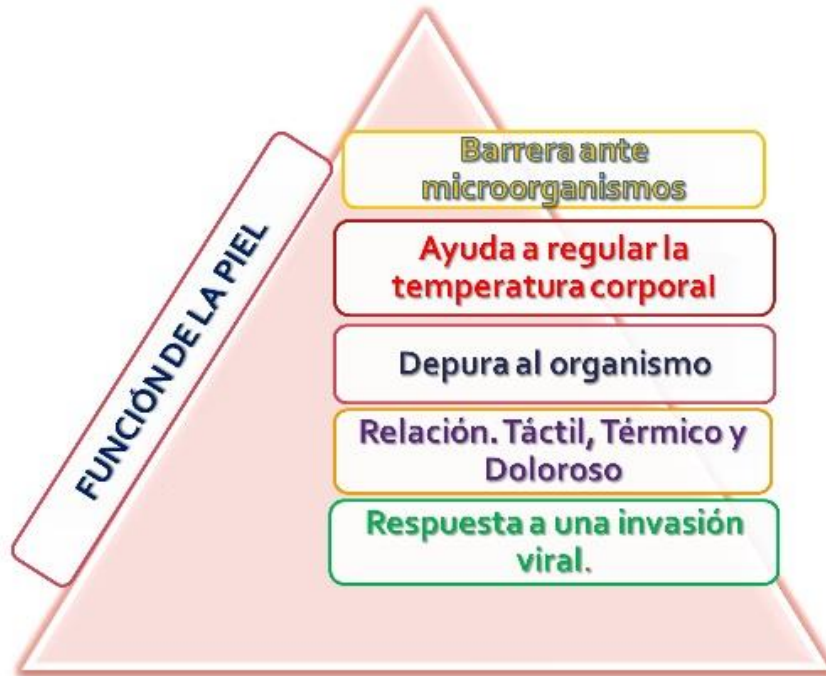 FUNCIÓN DE LA PIEL
Barrera ante
microorganismos
Ayuda a regular la
temperatura corporal
Depura al organismo
Relación. Táctil, Térmico y
Doloroso
Respuesta a una invasión
viral.